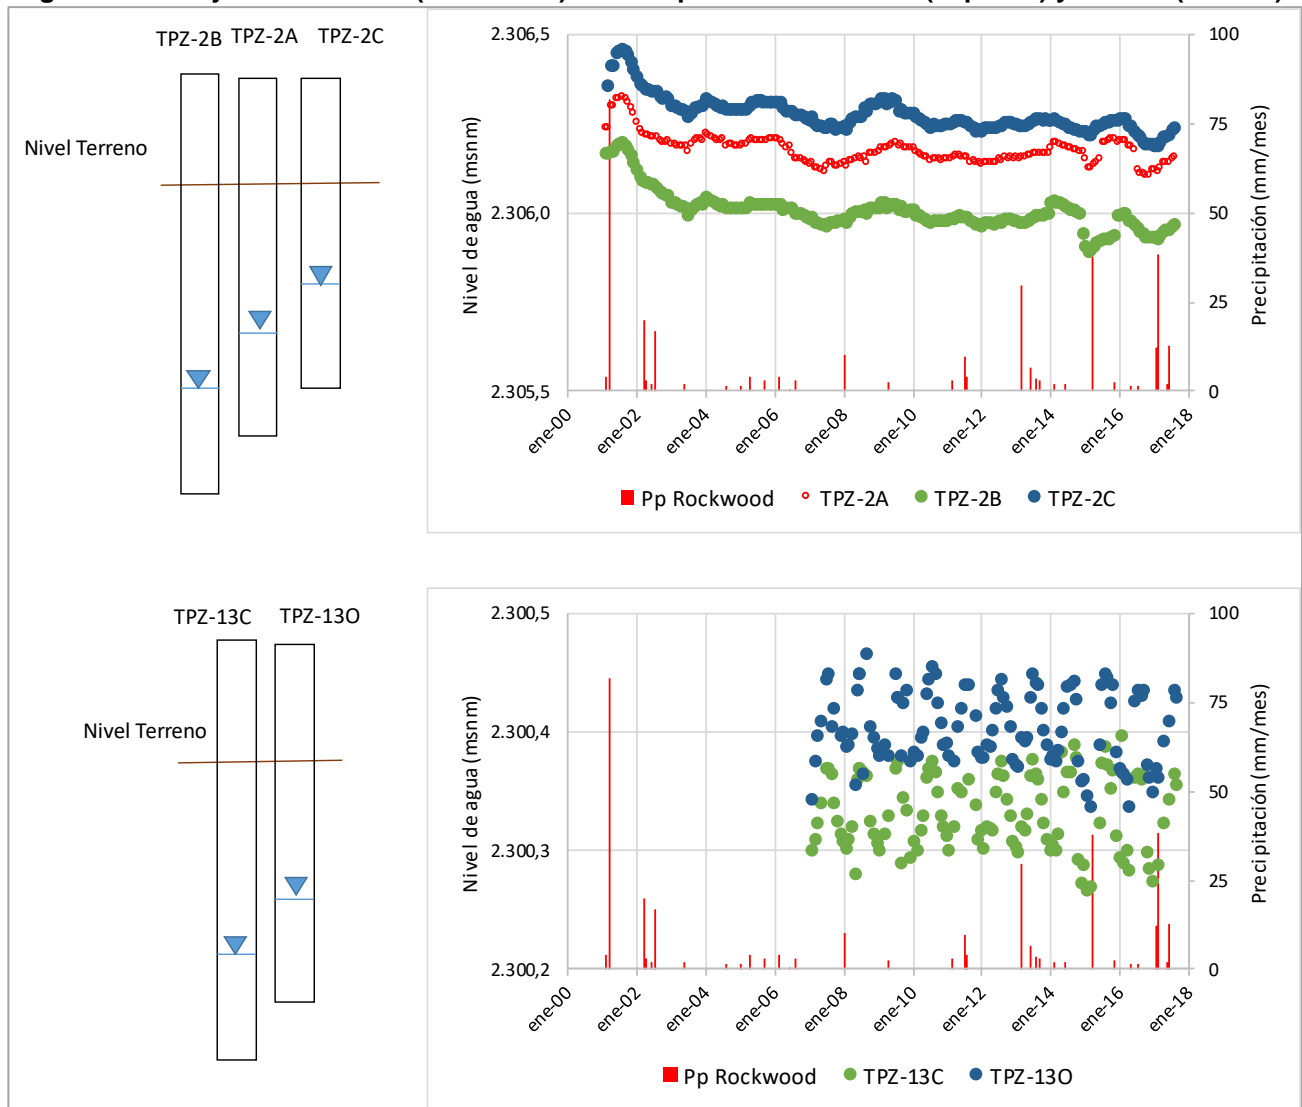 TPZ-2B TPZ-2A TPZ-2C
Nivel Terreno
2.306,5
2.306,0
2.305,5
Nivel de agua (msnm)
100
75
50
25
0
Precipitación (mm/mes)
ene-00 ene-02 ene-04 ene-06 ene-08 ene-10 ene-12 ene-14 ene-16 ene-18
Pp Rockwood TPZ-2A TPZ-2B TPZ-2C
TPZ-13C TPZ-13O
Nivel Terreno
2.300,5
2.300,4
2.300,3
2.300,2
Nivel de agua (msnm)
100
75
50
25
0
Precipitación (mm/mes)
ene-00 ene-02 ene-04 ene-06 ene-08 ene-10 ene-12 ene-14 ene-16 ene-18
Pp Rockwood TPZ-13C TPZ-13O